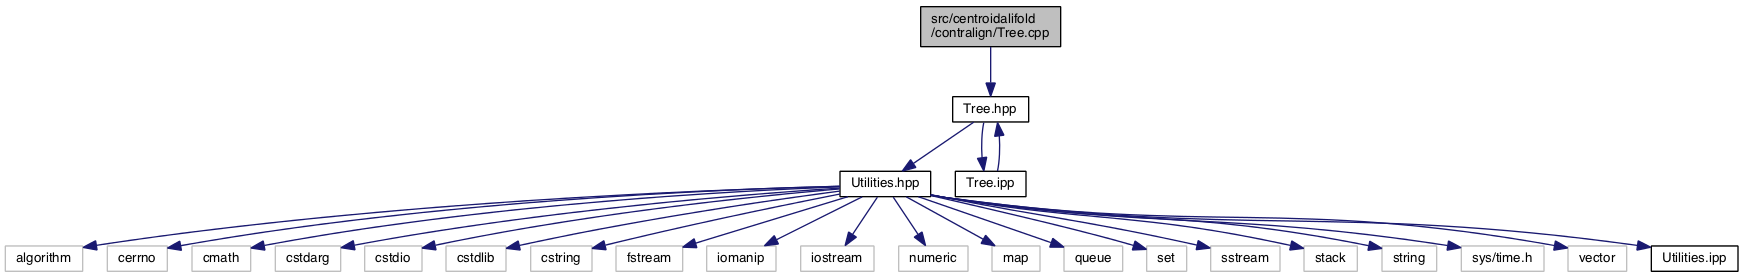 src/centroidalifold
/contralign/Tree.cpp
Tree.hpp
Utilities.hpp
Tree.ipp
algorithm
cerrno
cmath
cstdarg
cstdio
cstdlib
cstring
fstream
iomanip
iostream
numeric
map
queue
set
sstream
stack
string
sys/time.h
vector
Utilities.ipp